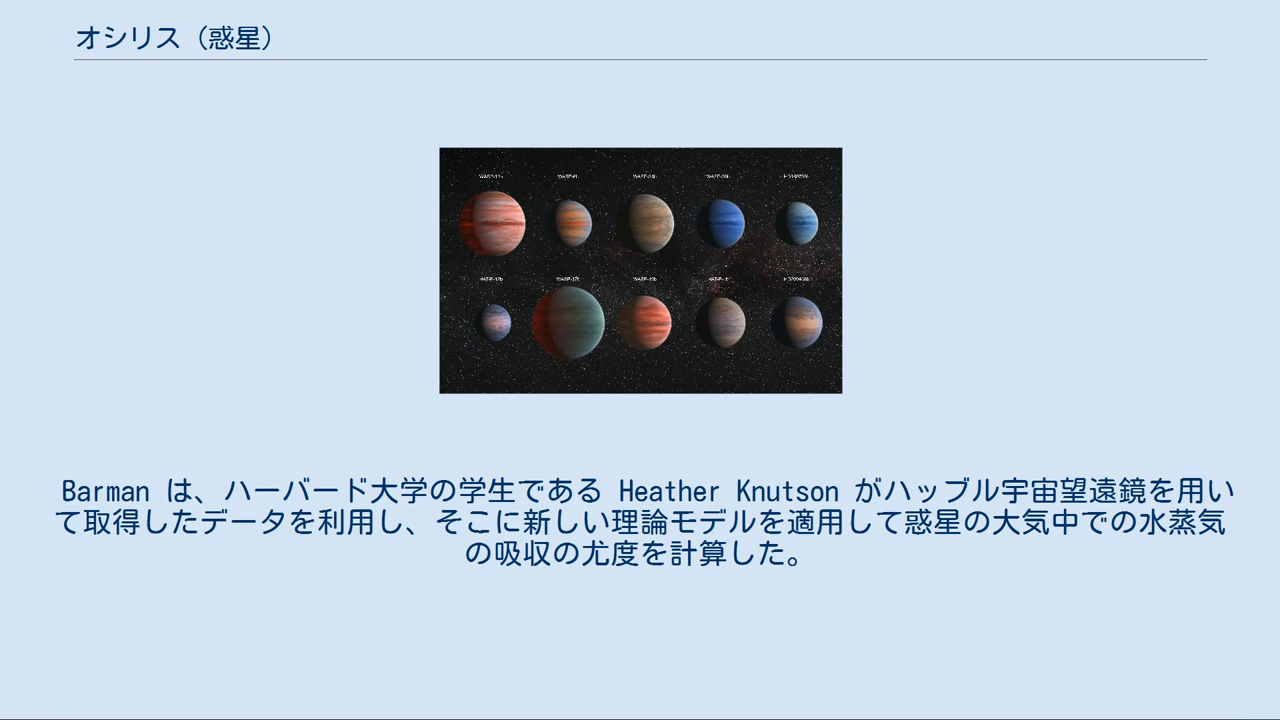 オシリス（惑星）
Barman は、ハーバード大学の学生である Heather Knutson がハッブル宇宙望遠鏡を用い
て取得したデータを利用し、そこに新しい理論モデルを適用して惑星の大気中での水蒸気
の吸収の尤度を計算した。